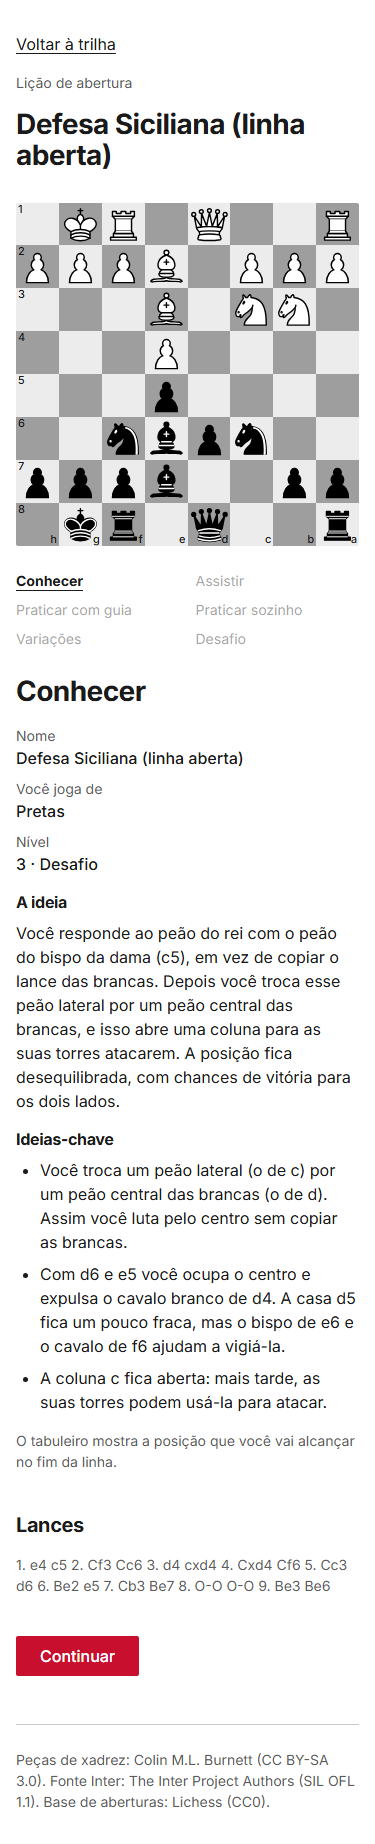 Voltar à trilha
Lição de abertura
Defesa Siciliana (linha
aberta)
1
2
3
4
5
6
7
8
h g f e d c b a
Conhecer Assistir
Praticar com guia Praticar sozinho
Variações Desafio
Conhecer
Nome
Defesa Siciliana (linha aberta)
Você joga de
Pretas
Nível
3 · Desafio
A ideia
Você responde ao peão do rei com o peão
do bispo da dama (c5), em vez de copiar o
lance das brancas. Depois você troca esse
peão lateral por um peão central das
brancas, e isso abre uma coluna para as
suas torres atacarem. A posição fica
desequilibrada, com chances de vitória para
os dois lados.
Ideias-chave
• Você troca um peão lateral (o de c) por
um peão central das brancas (o de d).
Assim você luta pelo centro sem copiar
as brancas.
• Com d6 e e5 você ocupa o centro e
expulsa o cavalo branco de d4. A casa d5
fica um pouco fraca, mas o bispo de e6 e
o cavalo de f6 ajudam a vigiá-la.
• A coluna c fica aberta: mais tarde, as
suas torres podem usá-la para atacar.
O tabuleiro mostra a posição que você vai alcançar
no fim da linha.
Lances
1. e4 c5 2. Cf3 Cc6 3. d4 cxd4 4. Cxd4 Cf6 5. Cc3
d6 6. Be2 e5 7. Cb3 Be7 8. O-O O-O 9. Be3 Be6
Continuar
Peças de xadrez: Colin M.L. Burnett (CC BY-SA
3.0). Fonte Inter: The Inter Project Authors (SIL OFL
1.1). Base de aberturas: Lichess (CC0).